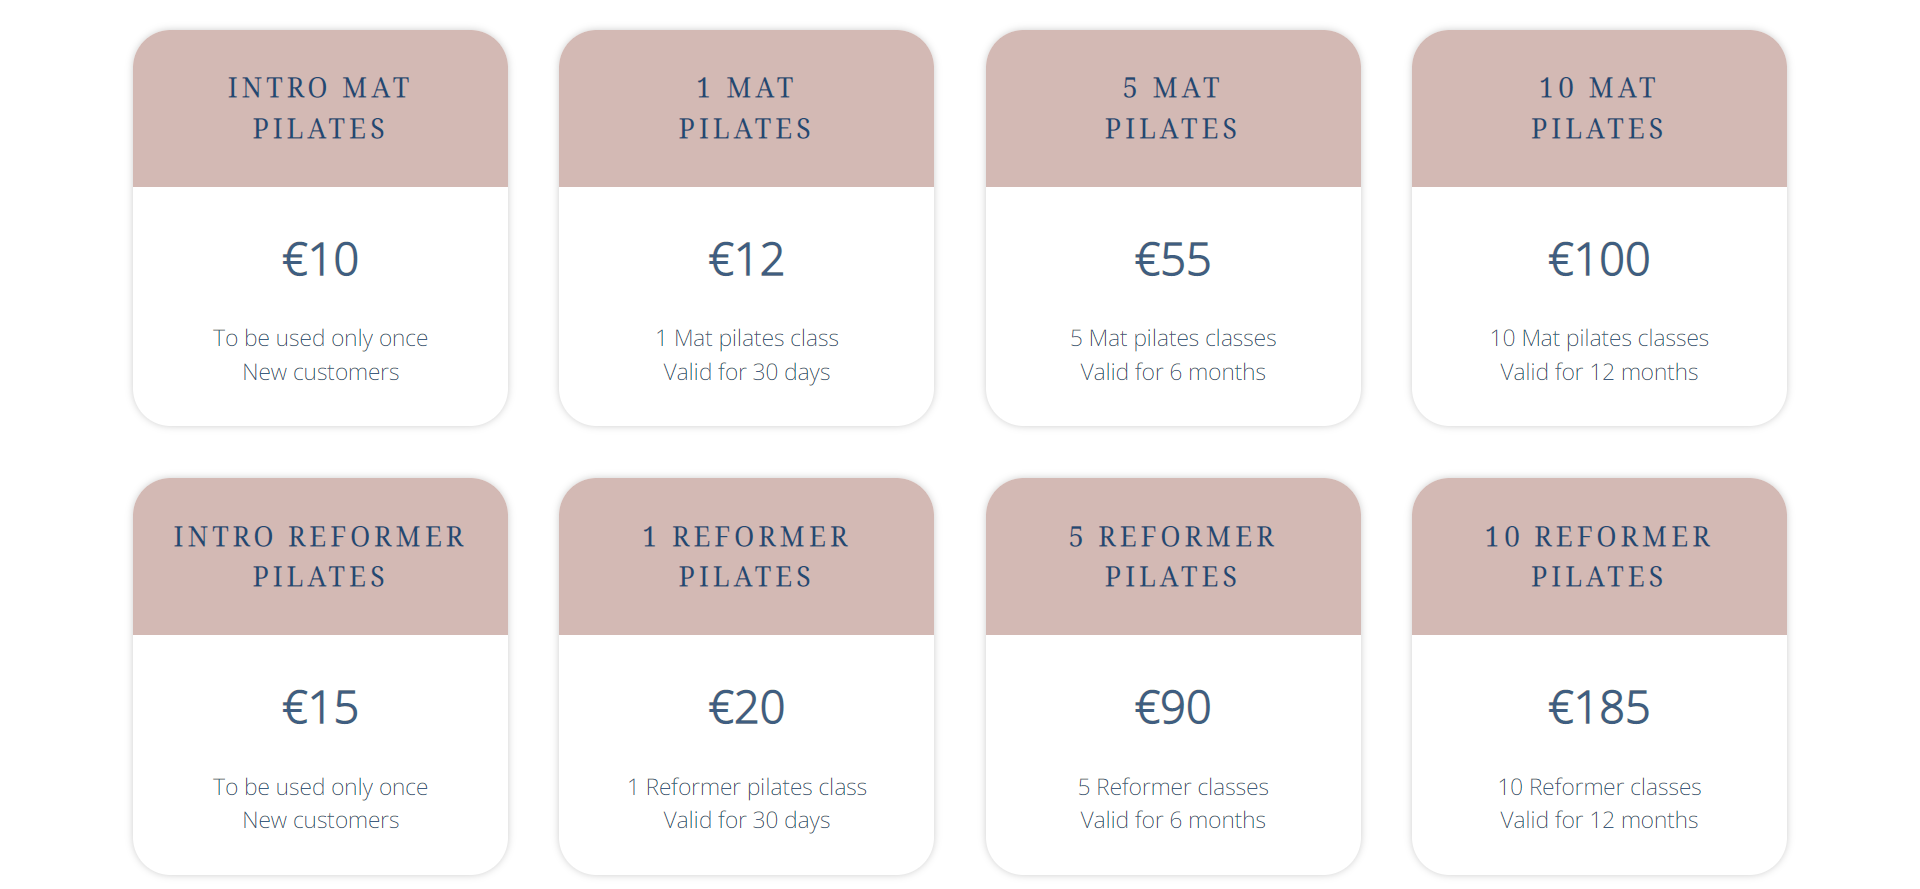 INTRO MAT
PILATES
€10
To be used only once
New customers
1 MAT
PILATES
€12
1 Mat pilates class
Valid for 30 days
5 MAT
PILATES
€55
5 Mat pilates classes
Valid for 6 months
10 MAT
PILATES
€100
10 Mat pilates classes
Valid for 12 months
INTRO REFORMER
PILATES
€15
To be used only once
New customers
1 REFORMER
PILATES
€20
1 Reformer pilates class
Valid for 30 days
5 REFORMER
PILATES
€90
5 Reformer classes
Valid for 6 months
10 REFORMER
PILATES
€185
10 Reformer classes
Valid for 12 months